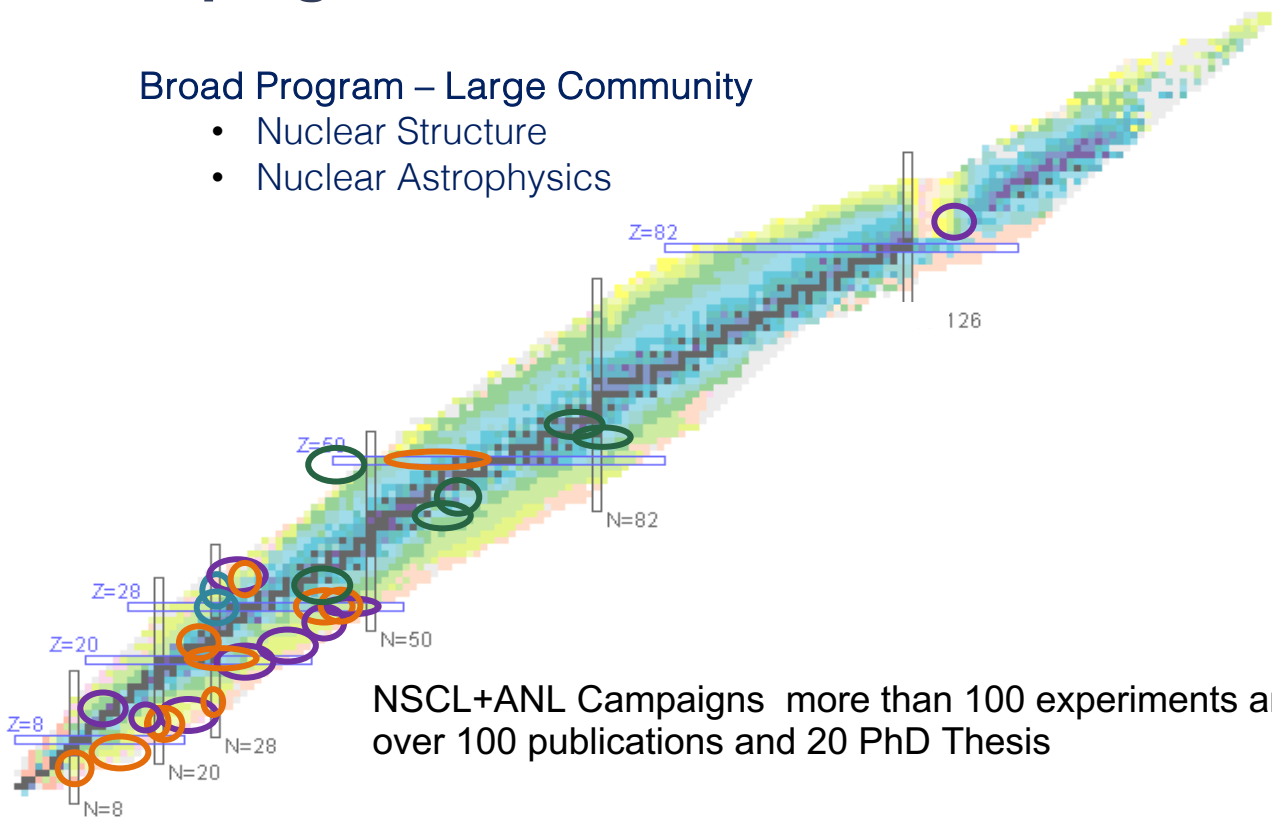 Broad Program – Large Community
• Nuclear Structure
• Nuclear Astrophysics
Z=82
126
Z=50
N=82
Z=28
N=50
Z=20
NSCL+ANL Campaigns more than 100 experiments
over 100 publications and 20 PhD Thesis
Z=8
N=28
N=20
N=8